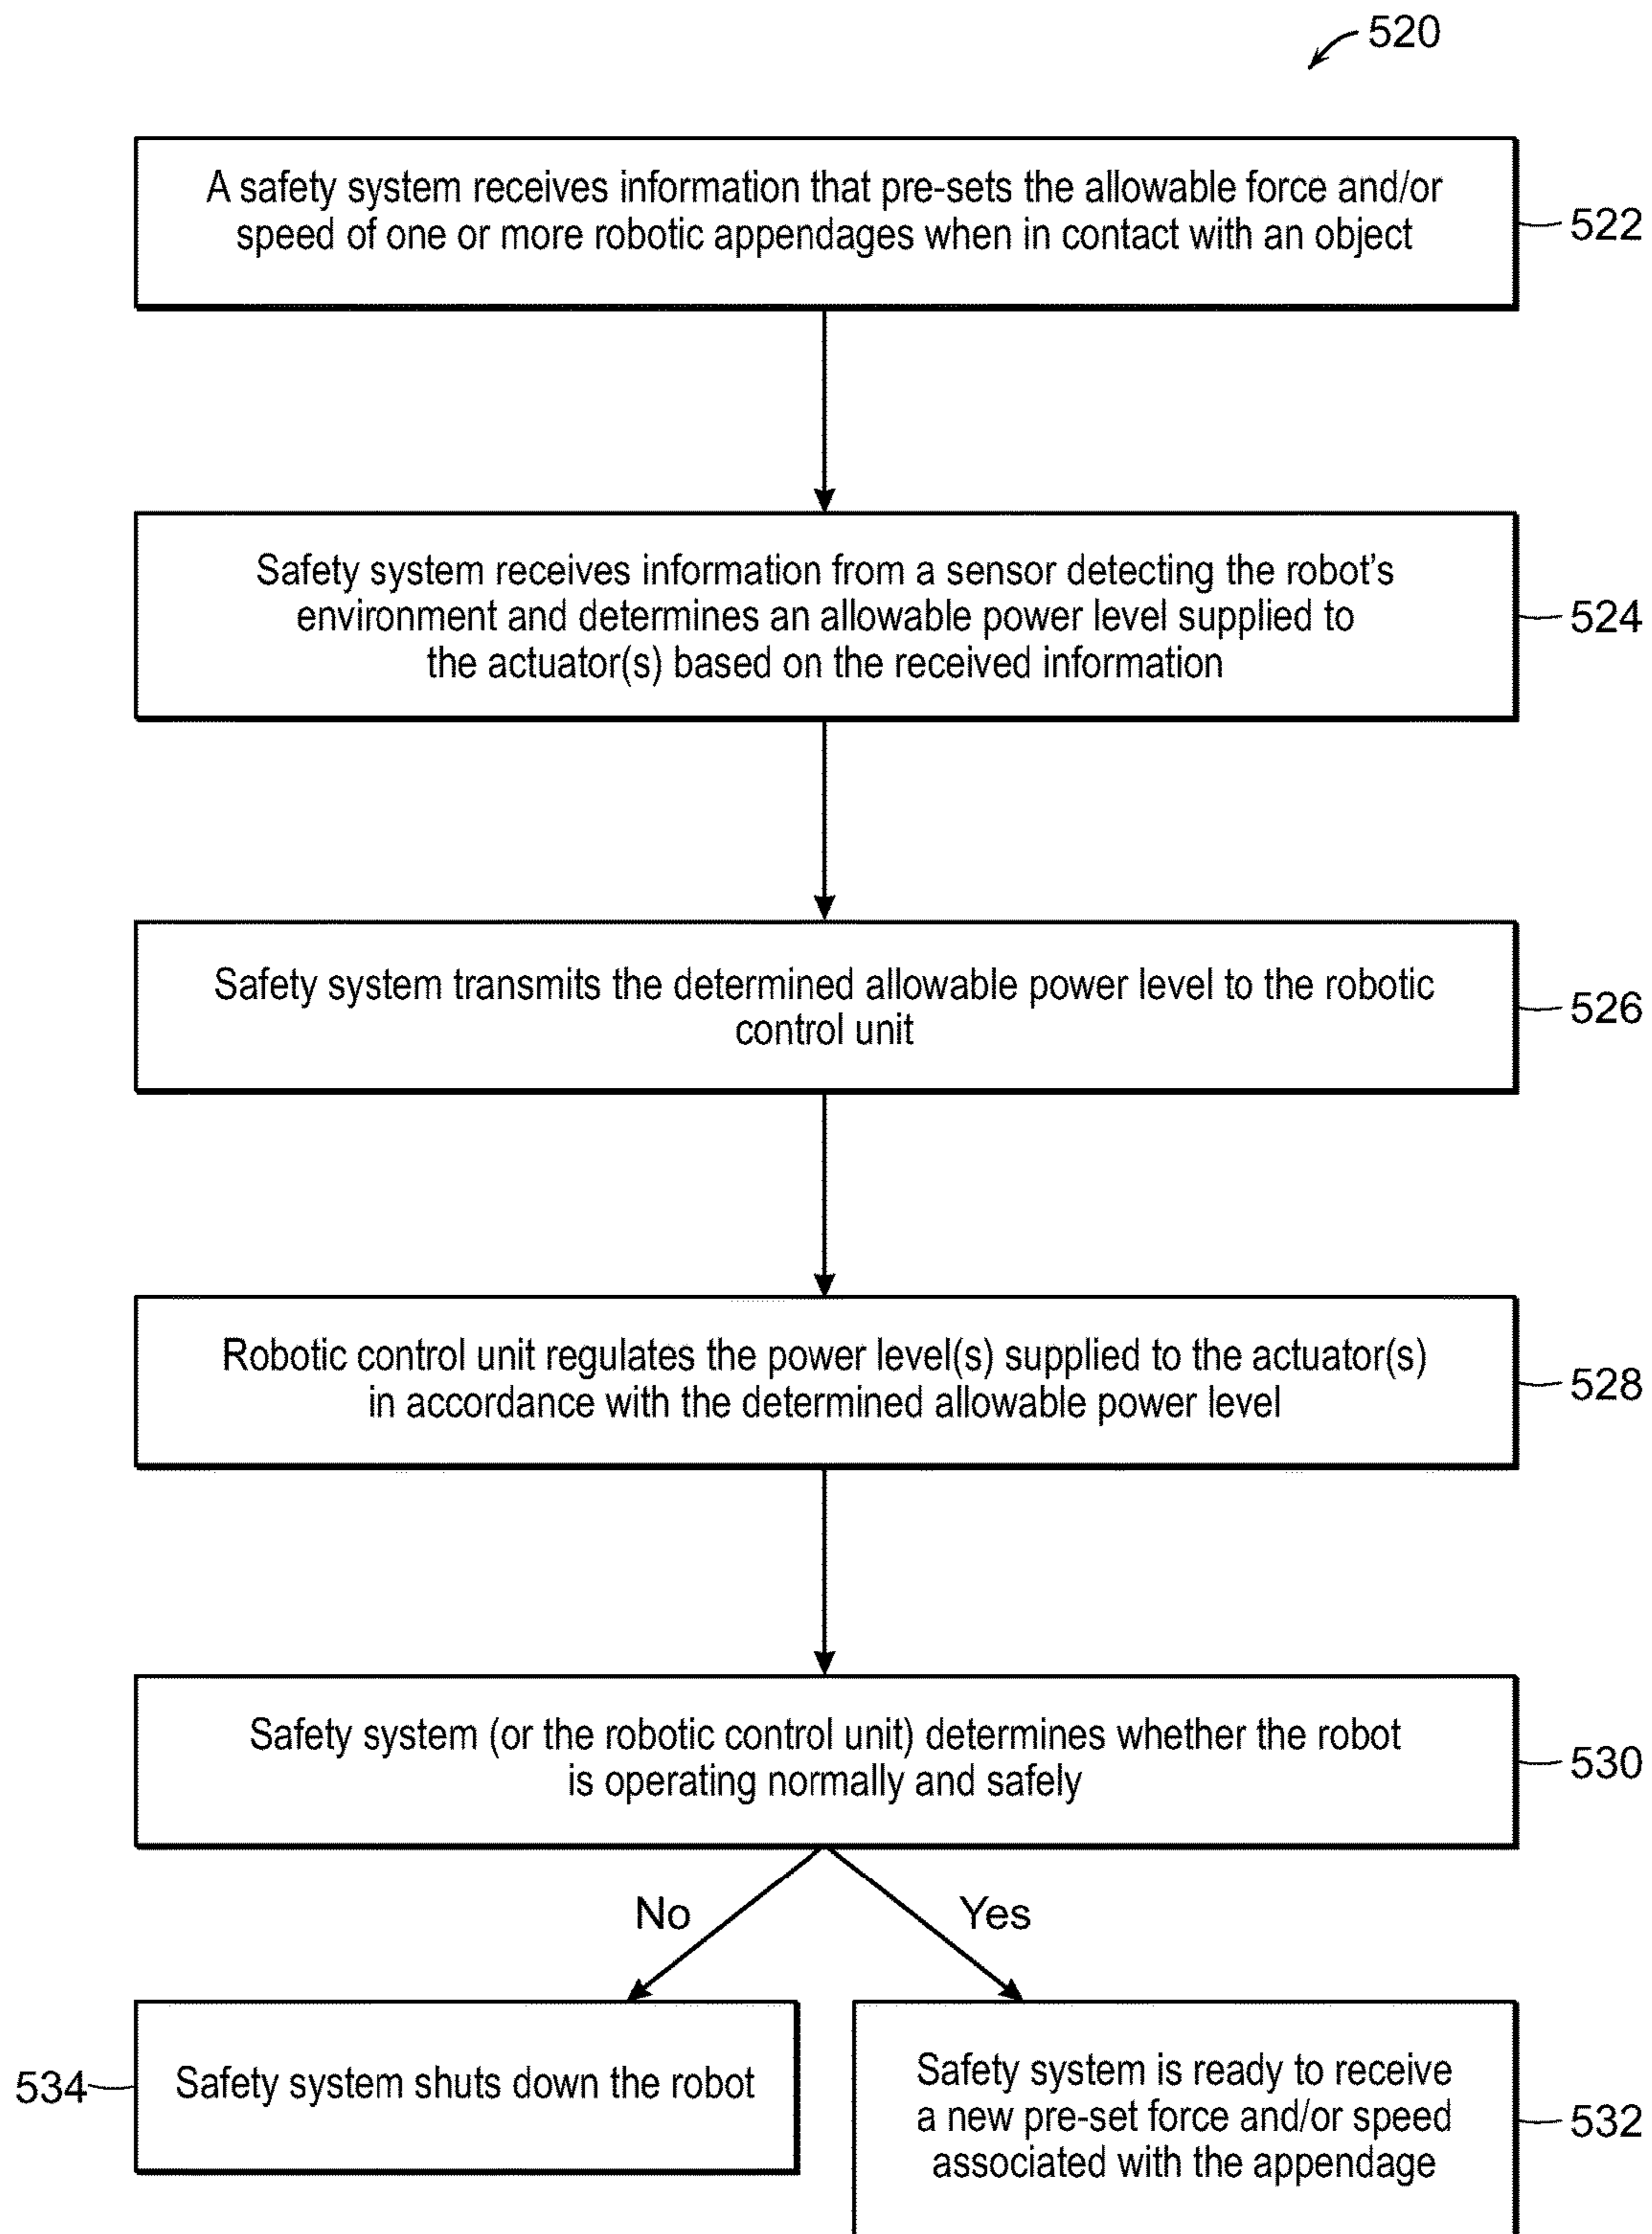 520
A safety system receives information that pre-sets the allowable force and/or
speed of one or more robotic appendages when in contact with an object
522
Safety system receives information from a sensor detecting the robot's
environment and determines an allowable power level supplied to
the actuator(s) based on the received information
524
Safety system transmits the determined allowable power level to the robotic
control unit
526
Robotic control unit regulates the power level(s) supplied to the actuator(s)
in accordance with the determined allowable power level
528
Safety system (or the robotic control unit) determines whether the robot
is operating normally and safely
530
No
Yes
534
Safety system shuts down the robot
Safety system is ready to receive
a new pre-set force and/or speed
associated with the appendage
532